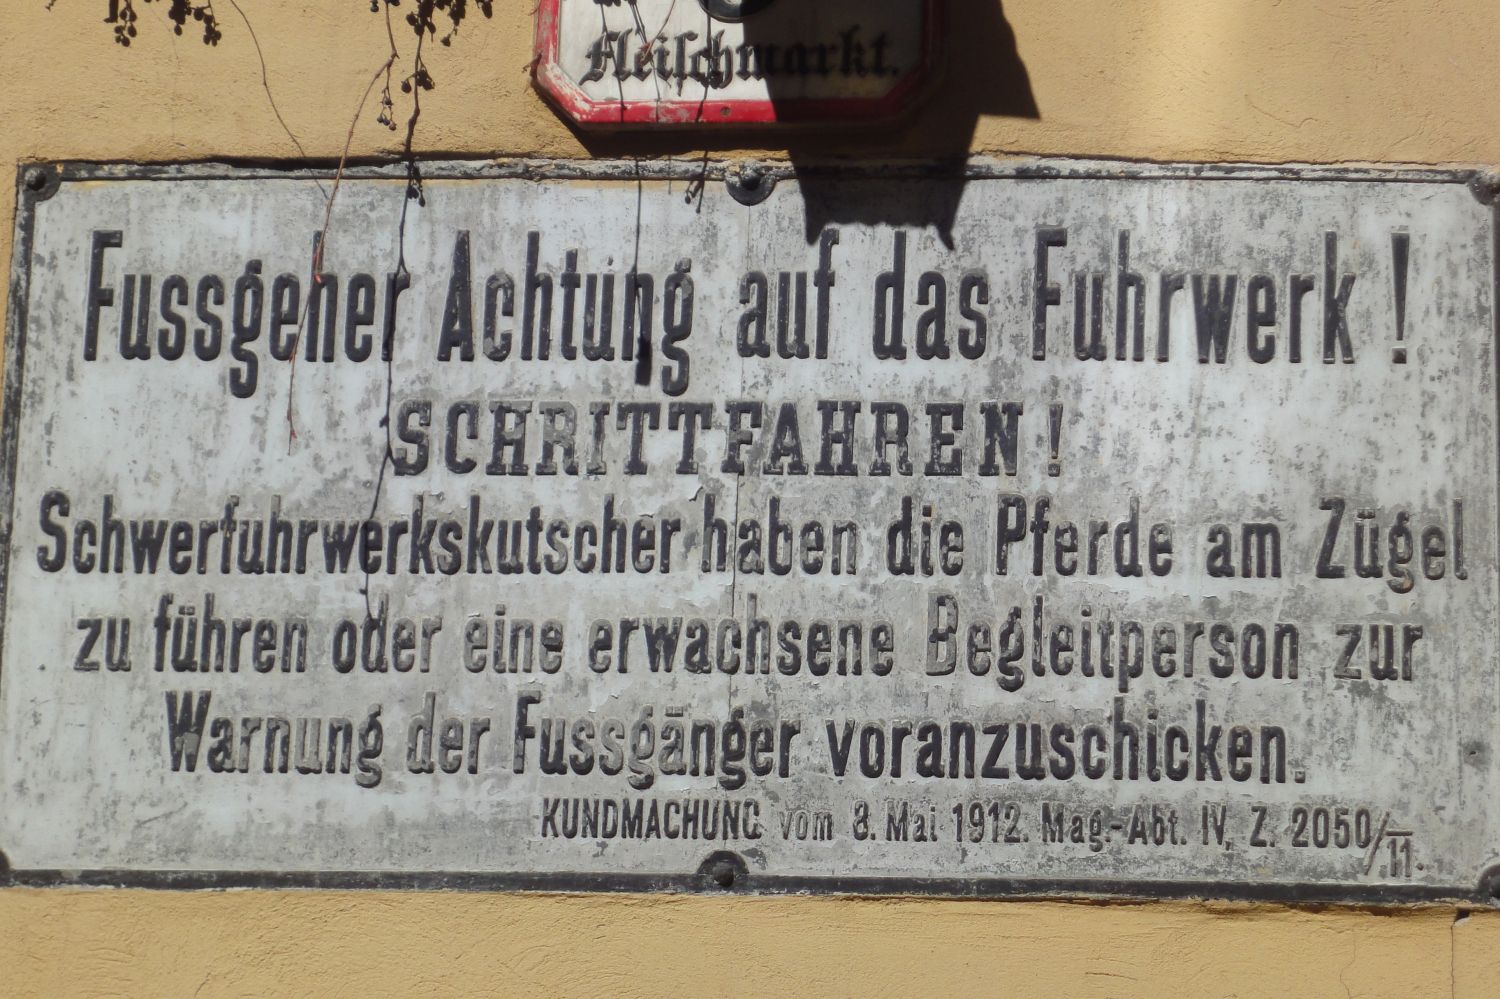 Fleischmarkt.
Fussgeher Achtung auf das Fuhrwerk!
SCHRITTFAHREN!
Schwerfuhrwerkskutscher haben die Pferde am Zügel
zu führen oder eine erwachsene Begleitperson zur
Warnung der Fussgänger voranzuschicken.
KUNDMACHUNG vom 8. Mai 1912. Mag.-Abt. IV, Z. 2050/11.